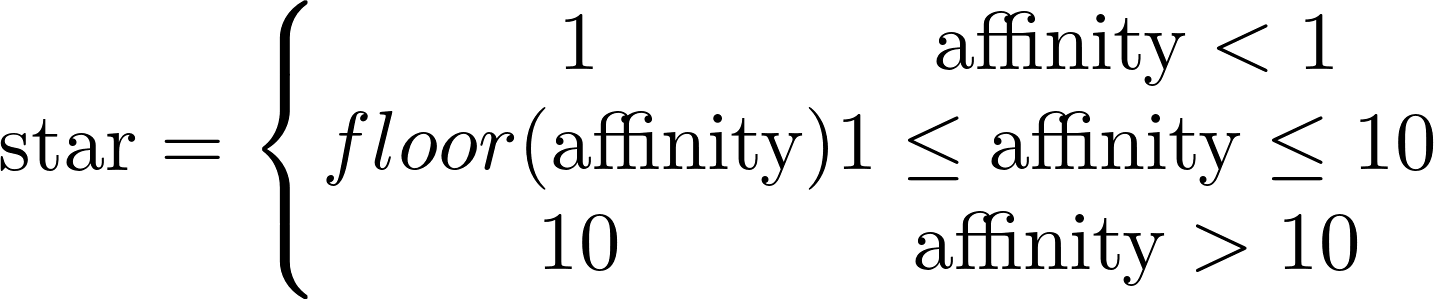 1 affinity < 1
star = { floor(affinity) 1 ≤ affinity ≤ 10
10 affinity > 10